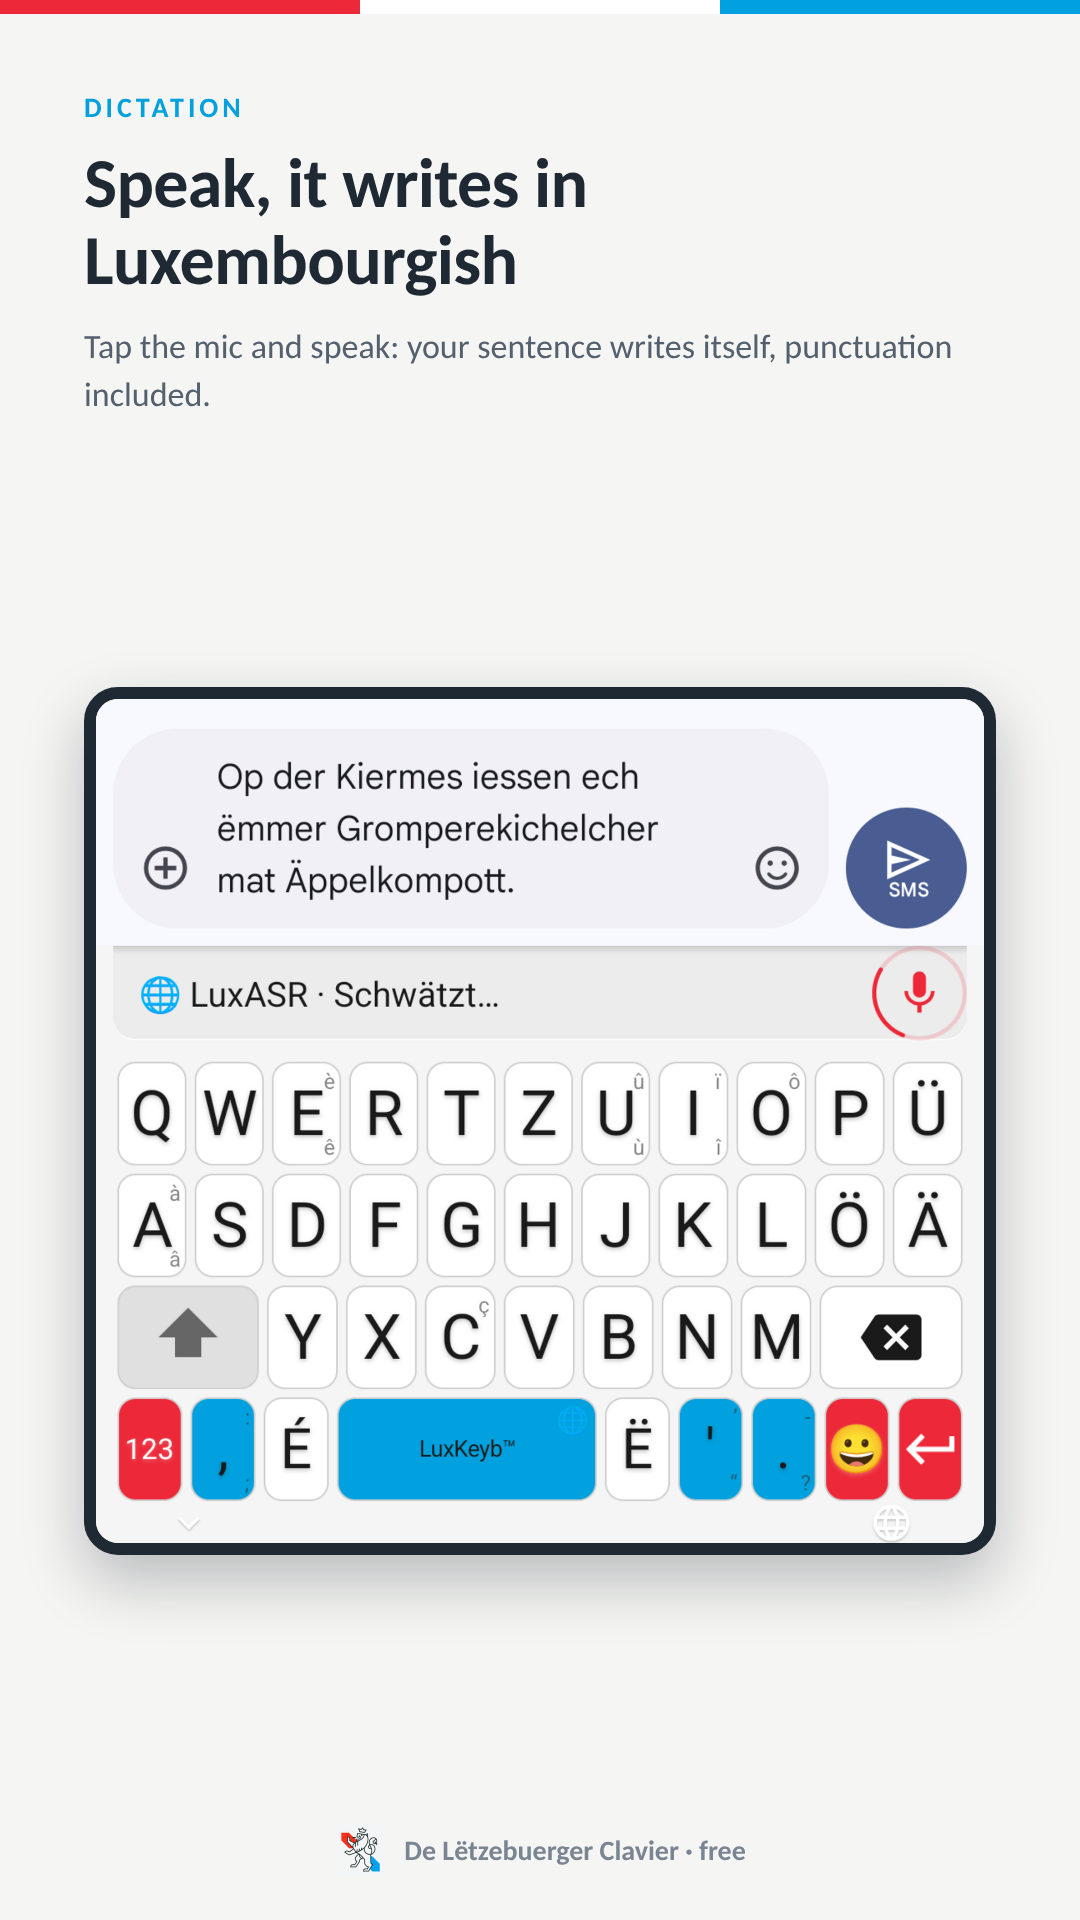 DICTATION
Speak, it writes in
Luxembourgish
Tap the mic and speak: your sentence writes itself, punctuation
included.
Op der Kiermes iessen ech
ëmmer Gromperekichelcher
mat Äppelkompott.
SMS
🌐 LuxASR · Schwätzt...
Q W E è ê R T Z U û ù I ï î O ô P Ü
A à â S D F G H J K L Ö Ä
Y X C ç V B N M
123 , : ; É LuxKeyb™ Ë ' “ . - ? 😀
De Lëtzebuerger Clavier · free